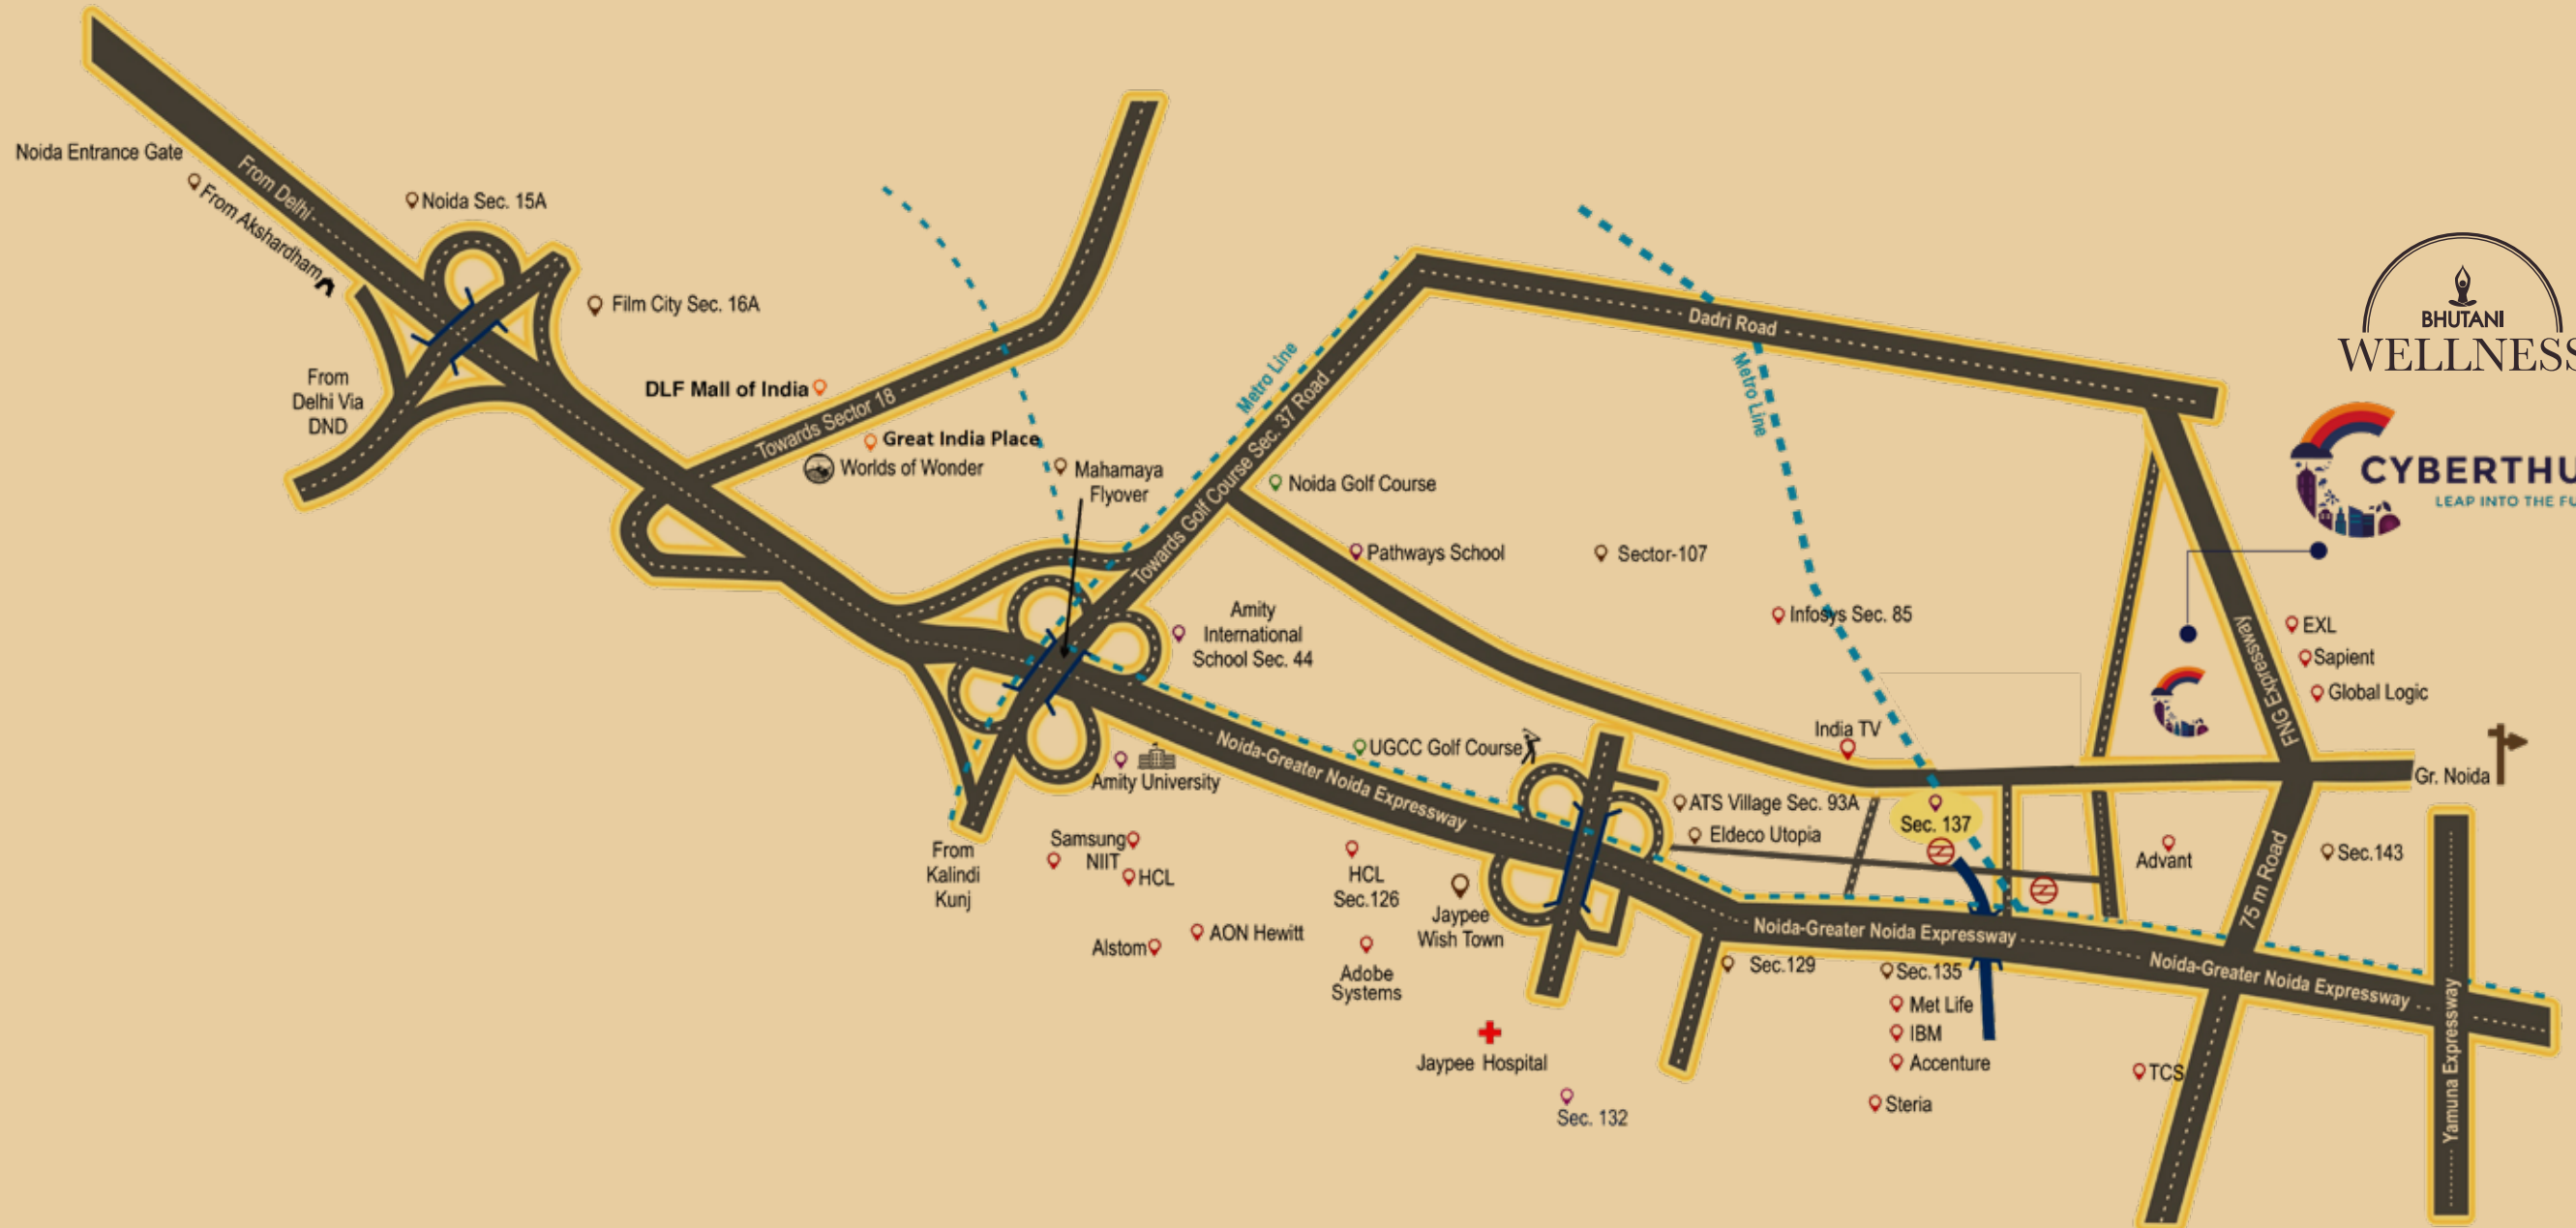 Noida Entrance Gate
From Delhi
From Akshardham
Noida Sec. 15A
Film City Sec. 16A
From
Delhi Via
DND
DLF Mall of India
Towards Sector 18
Great India Place
Worlds of Wonder
Mahamaya
Flyover
Metro Line
Towards Golf Course Sec. 37 Road
Noida Golf Course
Pathways School
Sector-107
Dadri Road
Metro Line
Infosys Sec. 85
BHUTANI
WELLNESS
CYBERTHU
LEAP INTO THE FU
EXL
Sapient
Global Logic
FNG Expressway
Gr. Noida
Amity
International
School Sec. 44
Amity University
UGCC Golf Course
Noida-Greater Noida Expressway
India TV
ATS Village Sec. 93A
Eldeco Utopia
Sec. 137
Advant
75 m Road
Sec.143
From
Kalindi
Kunj
Samsung
NIIT
HCL
Alstom
AON Hewitt
HCL
Sec.126
Adobe
Systems
Jaypee
Wish Town
Jaypee Hospital
Sec. 132
Noida-Greater Noida Expressway
Sec.129
Sec.135
Met Life
IBM
Accenture
Steria
Noida-Greater Noida Expressway
TCS
Yamuna Expressway